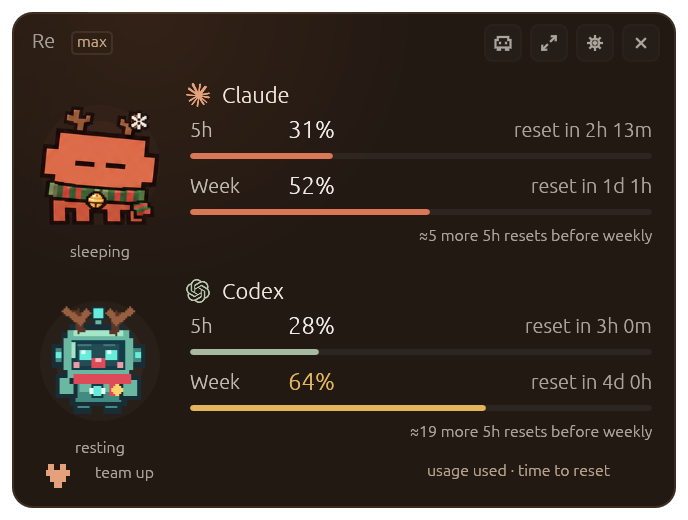 Re max
Claude
5h 31% reset in 2h 13m
Week 52% reset in 1d 1h
≈5 more 5h resets before weekly
sleeping
Codex
5h 28% reset in 3h 0m
Week 64% reset in 4d 0h
≈19 more 5h resets before weekly
resting
team up
usage used · time to reset